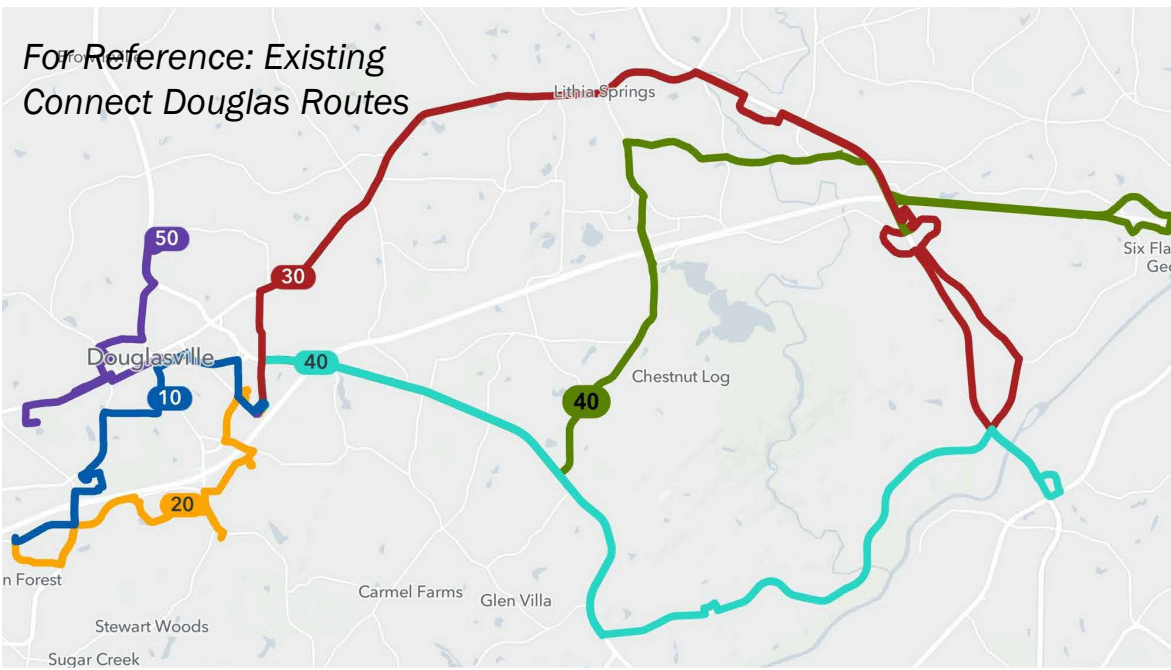 For Reference: Existing
Connect Douglas Routes
Lithia Springs
50
Six Fla
Geo
30
Douglasville
40
Chestnut Log
10
40
20
n Forest
Carmel Farms
Glen Villa
Stewart Woods
Sugar Creek